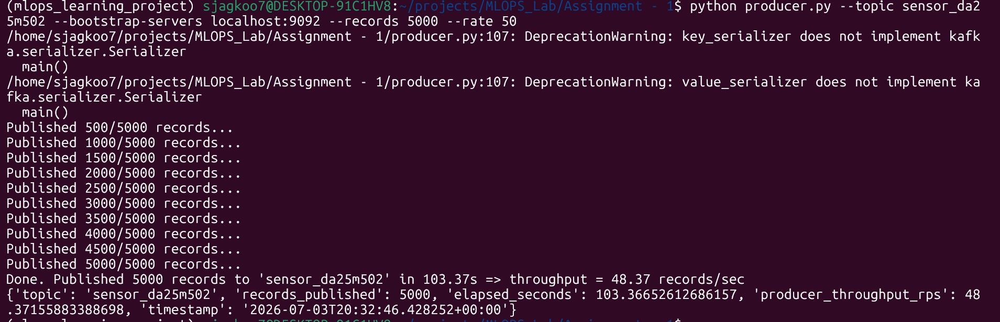 (mlops_learning_project) sjagkoo7@DESKTOP-91C1HV8:~/projects/MLOPS_Lab/Assignment - 1$ python producer.py --topic sensor_da2
5m502 --bootstrap-servers localhost:9092 --records 5000 --rate 50
/home/sjagkoo7/projects/MLOPS_Lab/Assignment - 1/producer.py:107: DeprecationWarning: key_serializer does not implement kafk
a.serializer.Serializer
  main()
/home/sjagkoo7/projects/MLOPS_Lab/Assignment - 1/producer.py:107: DeprecationWarning: value_serializer does not implement ka
fka.serializer.Serializer
  main()
Published 500/5000 records...
Published 1000/5000 records...
Published 1500/5000 records...
Published 2000/5000 records...
Published 2500/5000 records...
Published 3000/5000 records...
Published 3500/5000 records...
Published 4000/5000 records...
Published 4500/5000 records...
Published 5000/5000 records...
Done. Published 5000 records to 'sensor_da25m502' in 103.37s => throughput = 48.37 records/sec
{'topic': 'sensor_da25m502', 'records_published': 5000, 'elapsed_seconds': 103.36652612686157, 'producer_throughput_rps': 48
.37155883388698, 'timestamp': '2026-07-03T20:32:46.428252+00:00'}